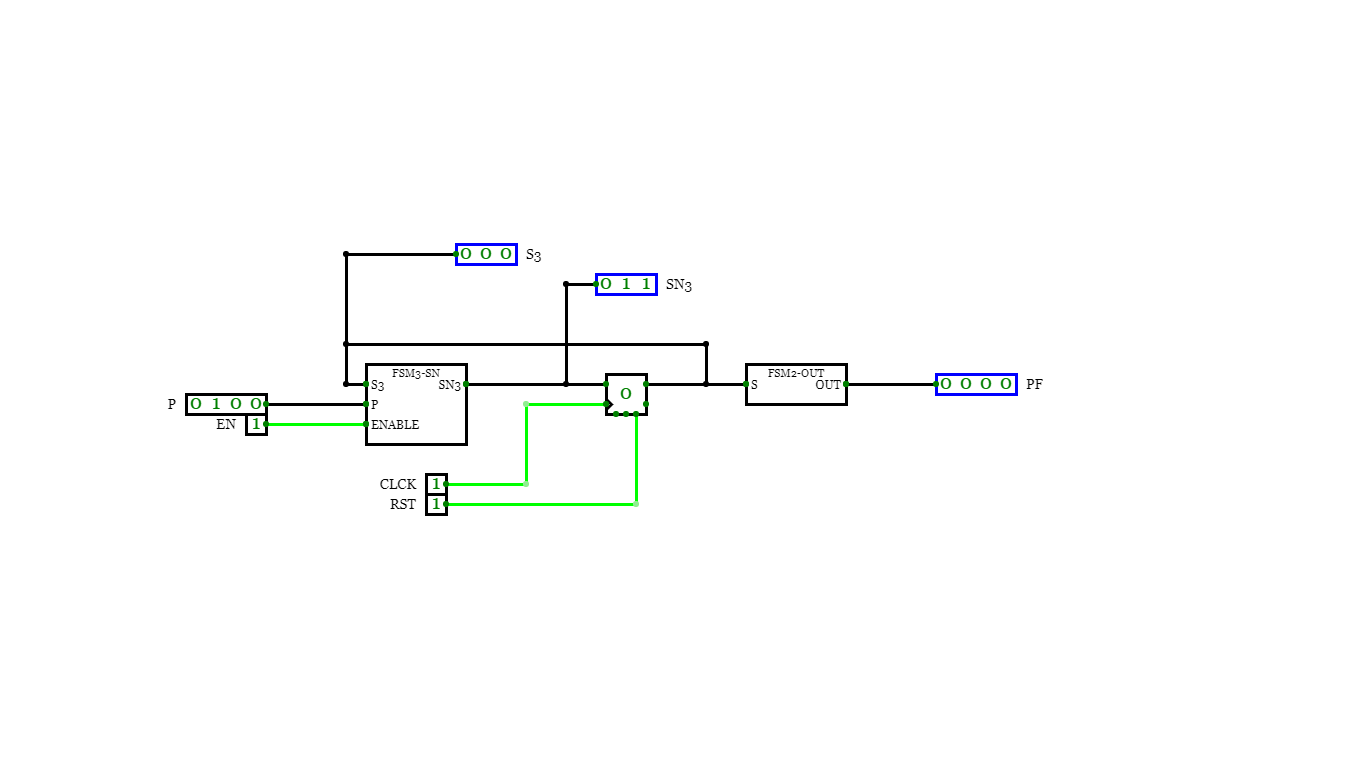 0 0 0 S3
0 1 1 SN3
FSM3-SN
S3 SN3
P
ENABLE
P 0 1 0 0
EN 1
0
FSM2-OUT
S OUT
0 0 0 0 PF
CLCK 1
RST 1